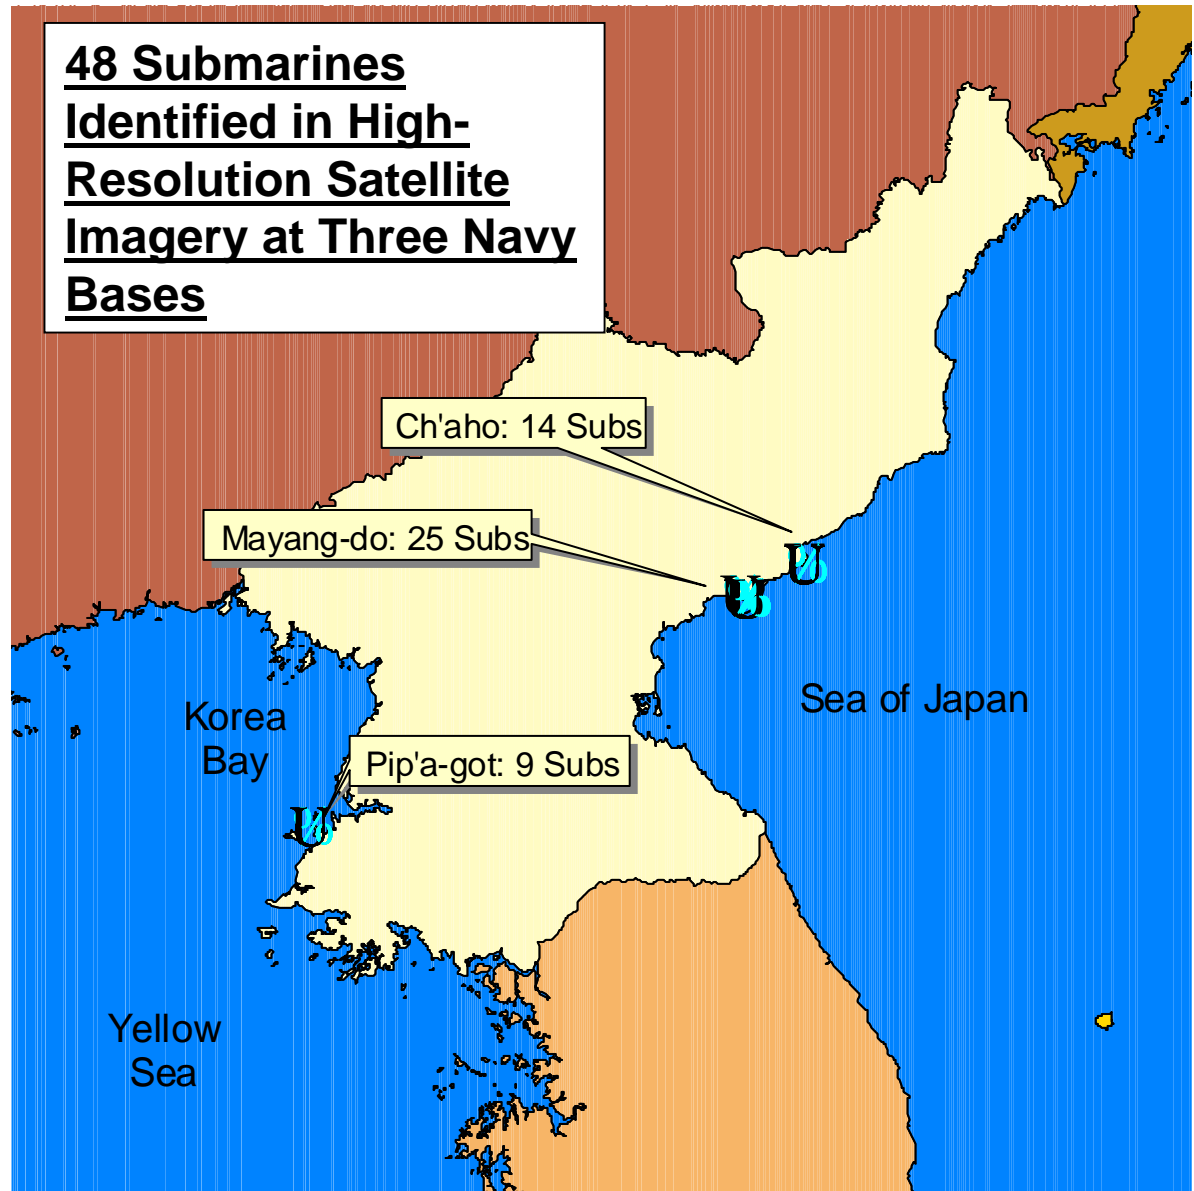 48 Submarines
Identified in High-
Resolution Satellite
Imagery at Three Navy
Bases
Ch'aho: 14 Subs
Mayang-do: 25 Subs
Sea of Japan
Korea
Bay
Pip'a-got: 9 Subs
Yellow
Sea